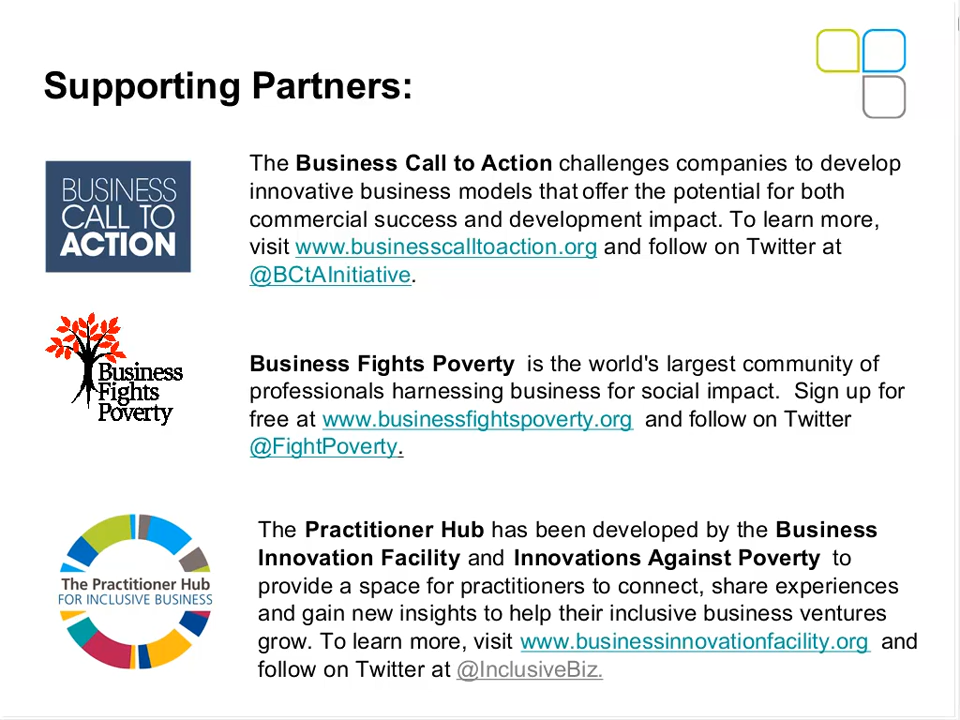 Supporting Partners:
BUSINESS
CALL TO
ACTION
The Business Call to Action challenges companies to develop
innovative business models that offer the potential for both
commercial success and development impact. To learn more,
visit www.businesscalltoaction.org and follow on Twitter at
@BCtAInitiative.
Business
Fights
Poverty
Business Fights Poverty is the world's largest community of
professionals harnessing business for social impact. Sign up for
free at www.businessfightspoverty.org and follow on Twitter
@FightPoverty.
The Practitioner Hub
FOR INCLUSIVE BUSINESS
The Practitioner Hub has been developed by the Business
Innovation Facility and Innovations Against Poverty to
provide a space for practitioners to connect, share experiences
and gain new insights to help their inclusive business ventures
grow. To learn more, visit www.businessinnovationfacility.org and
follow on Twitter at @InclusiveBiz.